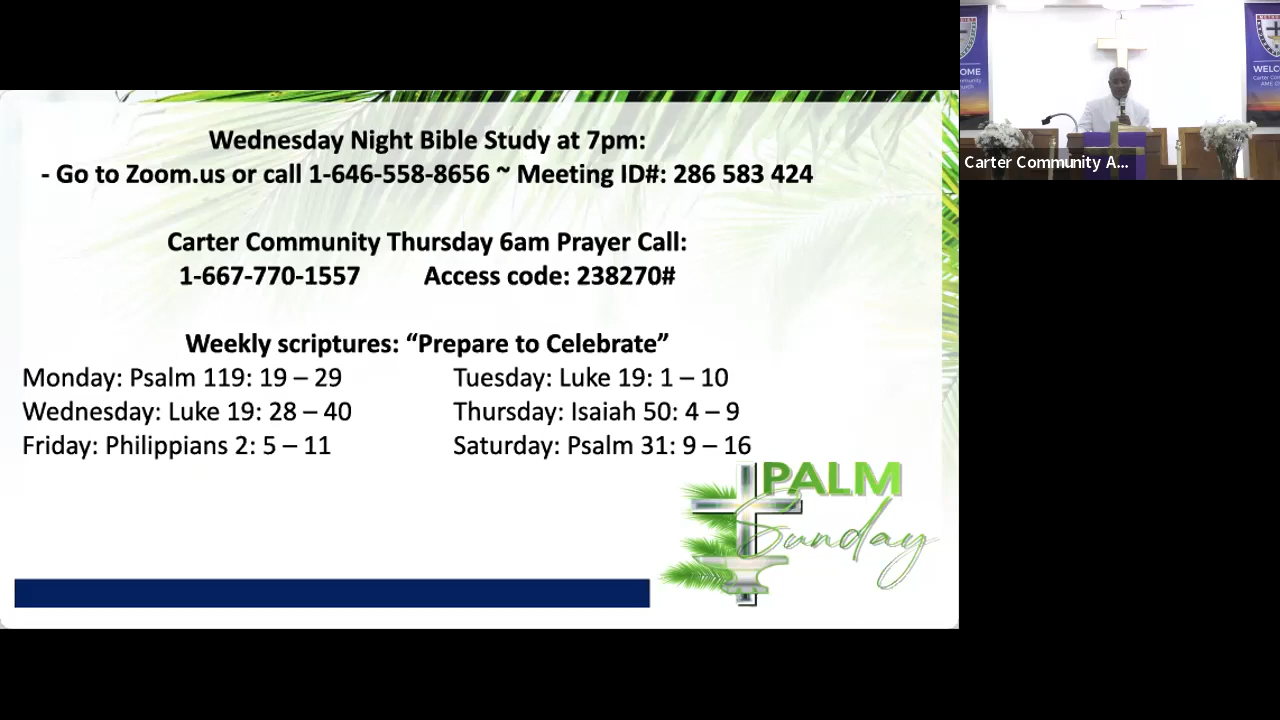 Wednesday Night Bible Study at 7pm:
- Go to Zoom.us or call 1-646-558-8656 ~ Meeting ID#: 286 583 424
Carter Community Thursday 6am Prayer Call:
1-667-770-1557 Access code: 238270#
Weekly scriptures: “Prepare to Celebrate”
Monday: Psalm 119: 19 – 29 Tuesday: Luke 19: 1 – 10
Wednesday: Luke 19: 28 – 40 Thursday: Isaiah 50: 4 – 9
Friday: Philippians 2: 5 – 11 Saturday: Psalm 31: 9 – 16
PALM
Sunday
OME
WELC
Carter Community A...